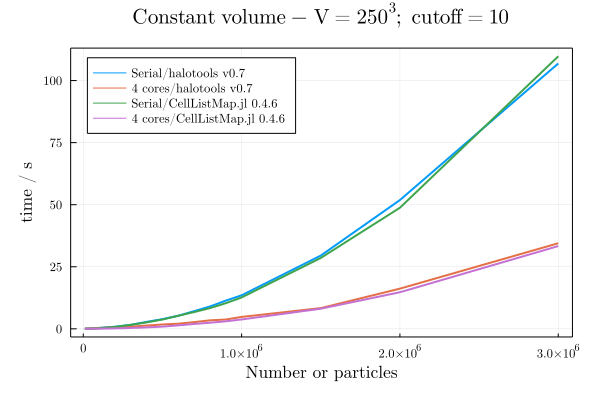 Constant volume − V = 250³; cutoff = 10
Serial/halotools v0.7
4 cores/halotools v0.7
Serial/CellListMap.jl 0.4.6
4 cores/CellListMap.jl 0.4.6
time / s
100
75
50
25
0
0
1.0×10⁶
2.0×10⁶
3.0×10⁶
Number or particles